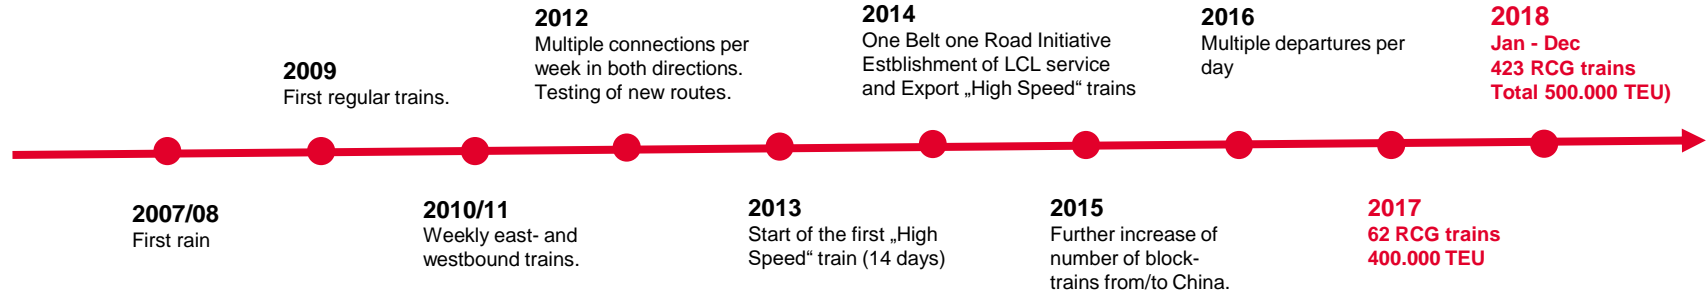 2007/08
First rain
2009
First regular trains.
2010/11
Weekly east- and
westbound trains.
2012
Multiple connections per
week in both directions.
Testing of new routes.
2013
Start of the first „High
Speed“ train (14 days)
2014
One Belt one Road Initiative
Estblishment of LCL service
and Export „High Speed“ trains
2015
Further increase of
number of block-
trains from/to China.
2016
Multiple departures per
day
2017
62 RCG trains
400.000 TEU
2018
Jan - Dec
423 RCG trains
Total 500.000 TEU)